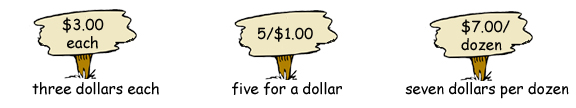 $3.00
each
5/$1.00
$7.00/
dozen
three dollars each
five for a dollar
seven dollars per dozen